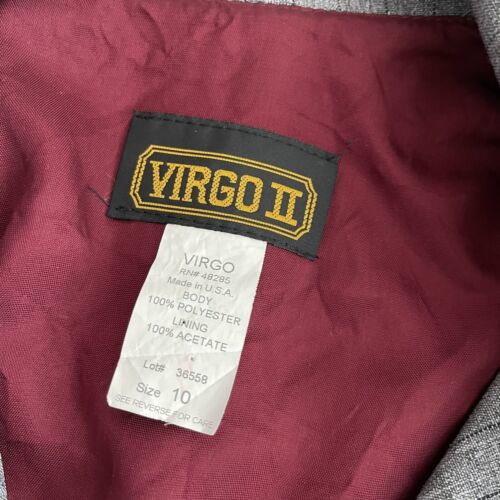 VIRGO II
VIRGO
RN# 48285
Made in U.S.A.
BODY
100% POLYESTER
LINING
100% ACETATE
Lot# 36558
Size 10
SEE REVERSE FOR CARE